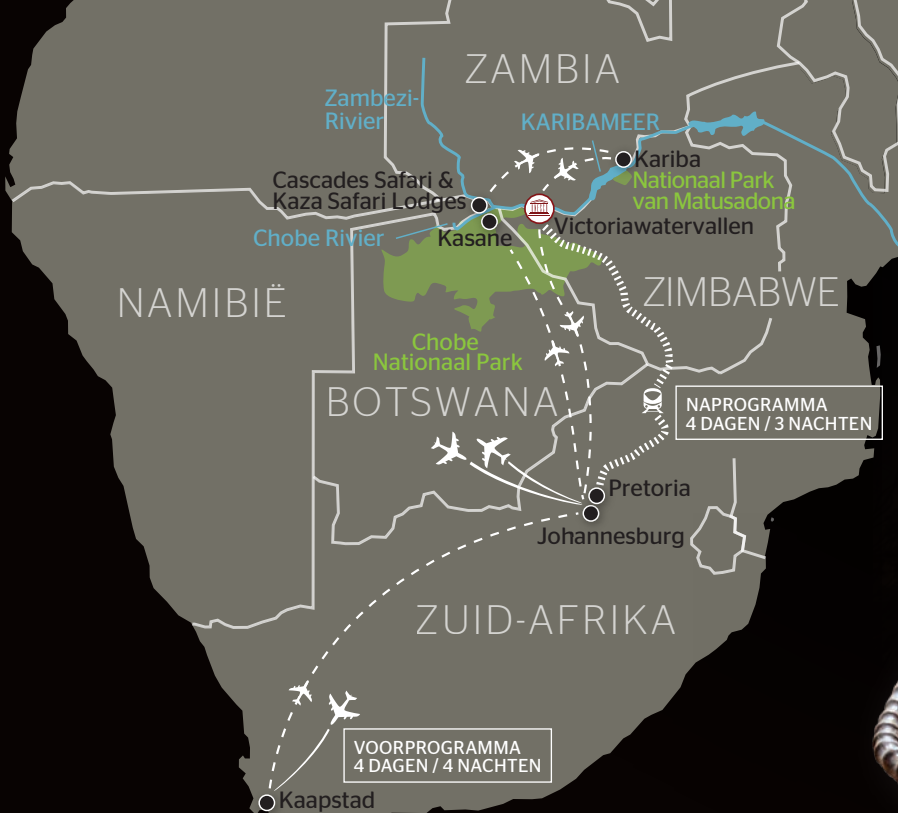 ZAMBIA
Zambezi-
Rivier
KARIBAMEER
Kariba
Nationaal Park
van Matusadona
Cascades Safari &
Kaza Safari Lodges
Victoriawatervallen
Chobe Rivier
Kasane
NAMIBIË
ZIMBABWE
Chobe
Nationaal Park
BOTSWANA
NAPROGRAMMA
4 DAGEN / 3 NACHTEN
Pretoria
Johannesburg
ZUID-AFRIKA
VOORPROGRAMMA
4 DAGEN / 4 NACHTEN
Kaapstad